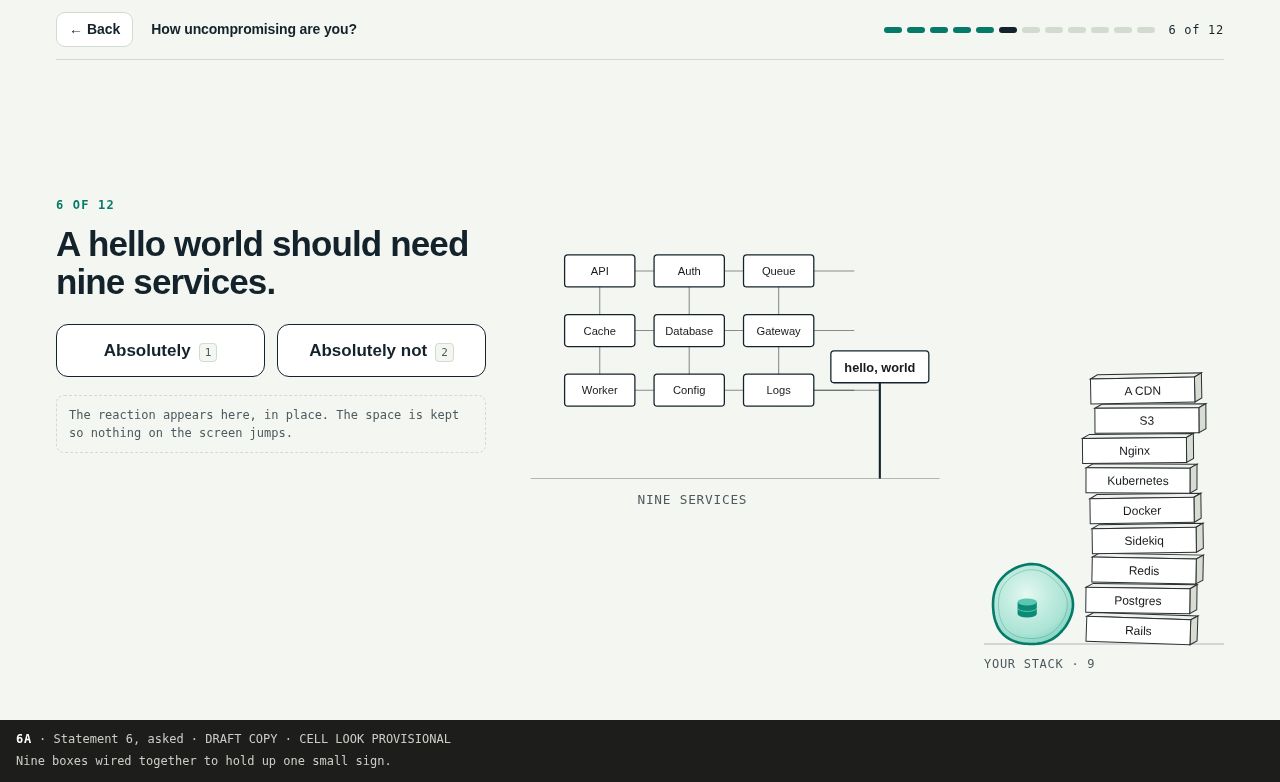 ← Back
How uncompromising are you?
6 of 12
6 OF 12
A hello world should need
nine services.
Absolutely 1
Absolutely not 2
The reaction appears here, in place. The space is kept
so nothing on the screen jumps.
API
Auth
Queue
Cache
Database
Gateway
Worker
Config
Logs
hello, world
NINE SERVICES
A CDN
S3
Nginx
Kubernetes
Docker
Sidekiq
Redis
Postgres
Rails
YOUR STACK · 9
6A · Statement 6, asked · DRAFT COPY · CELL LOOK PROVISIONAL
Nine boxes wired together to hold up one small sign.